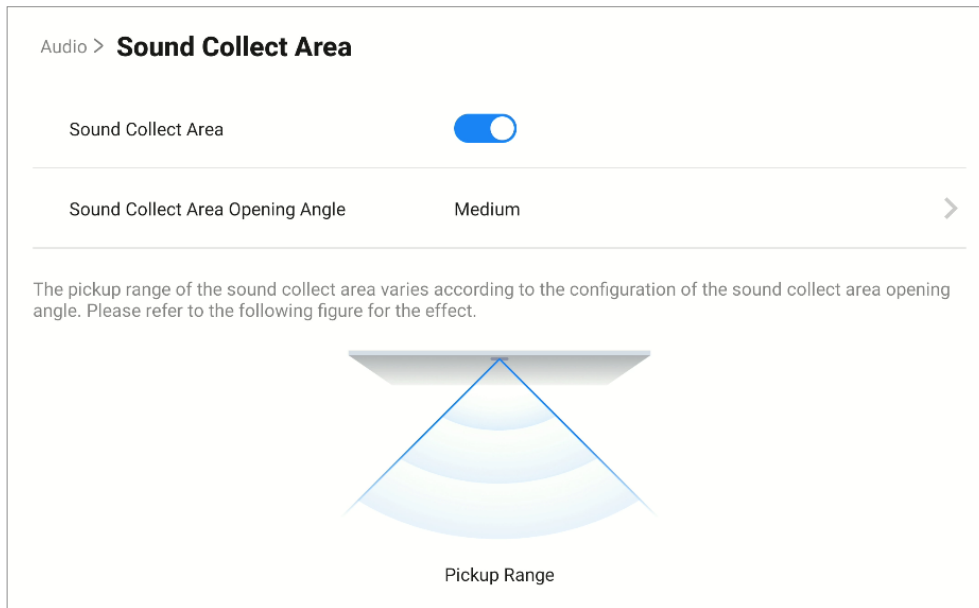 Audio > Sound Collect Area
Sound Collect Area
Sound Collect Area Opening Angle Medium
The pickup range of the sound collect area varies according to the configuration of the sound collect area opening
angle. Please refer to the following figure for the effect.
Pickup Range